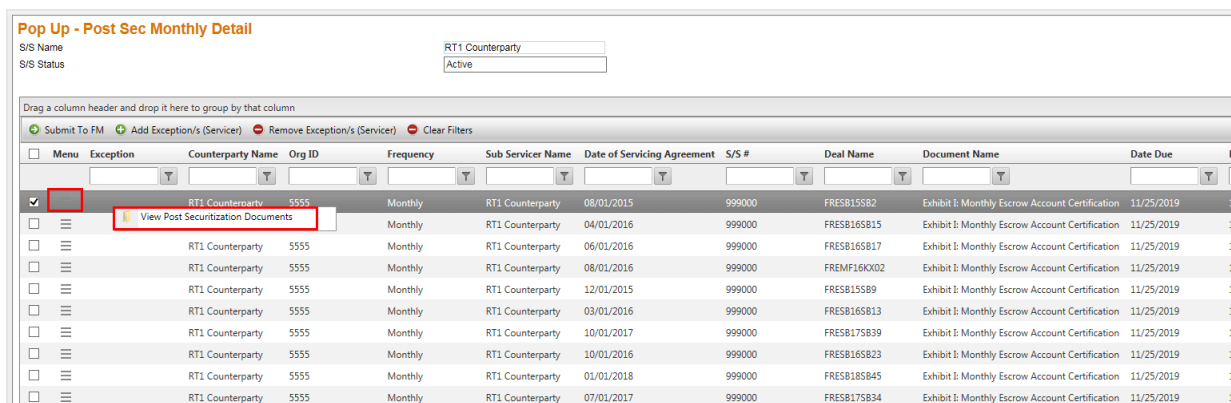 Pop Up - Post Sec Monthly Detail
S/S Name RT1 Counterparty
S/S Status Active
Drag a column header and drop it here to group by that column
Submit To FM Add Exception/s (Servicer) Remove Exception/s (Servicer) Clear Filters
Menu Exception Counterparty Name Org ID Frequency Sub Servicer Name Date of Servicing Agreement S/S # Deal Name Document Name Date Due
RT1 Counterparty 5555 Monthly RT1 Counterparty 08/01/2015 999000 FRESB15SB2 Exhibit I: Monthly Escrow Account Certification 11/25/2019
View Post Securitization Documents
Monthly RT1 Counterparty 04/01/2016 999000 FRESB16SB15 Exhibit I: Monthly Escrow Account Certification 11/25/2019
RT1 Counterparty 5555 Monthly RT1 Counterparty 06/01/2016 999000 FRESB16SB17 Exhibit I: Monthly Escrow Account Certification 11/25/2019
RT1 Counterparty 5555 Monthly RT1 Counterparty 08/01/2016 999000 FREMF16KX02 Exhibit I: Monthly Escrow Account Certification 11/25/2019
RT1 Counterparty 5555 Monthly RT1 Counterparty 12/01/2015 999000 FRESB15SB9 Exhibit I: Monthly Escrow Account Certification 11/25/2019
RT1 Counterparty 5555 Monthly RT1 Counterparty 03/01/2016 999000 FRESB16SB13 Exhibit I: Monthly Escrow Account Certification 11/25/2019
RT1 Counterparty 5555 Monthly RT1 Counterparty 10/01/2017 999000 FRESB17SB39 Exhibit I: Monthly Escrow Account Certification 11/25/2019
RT1 Counterparty 5555 Monthly RT1 Counterparty 10/01/2016 999000 FRESB16SB23 Exhibit I: Monthly Escrow Account Certification 11/25/2019
RT1 Counterparty 5555 Monthly RT1 Counterparty 01/01/2018 999000 FRESB18SB45 Exhibit I: Monthly Escrow Account Certification 11/25/2019
RT1 Counterparty 5555 Monthly RT1 Counterparty 07/01/2017 999000 FRESB17SB34 Exhibit I: Monthly Escrow Account Certification 11/25/2019